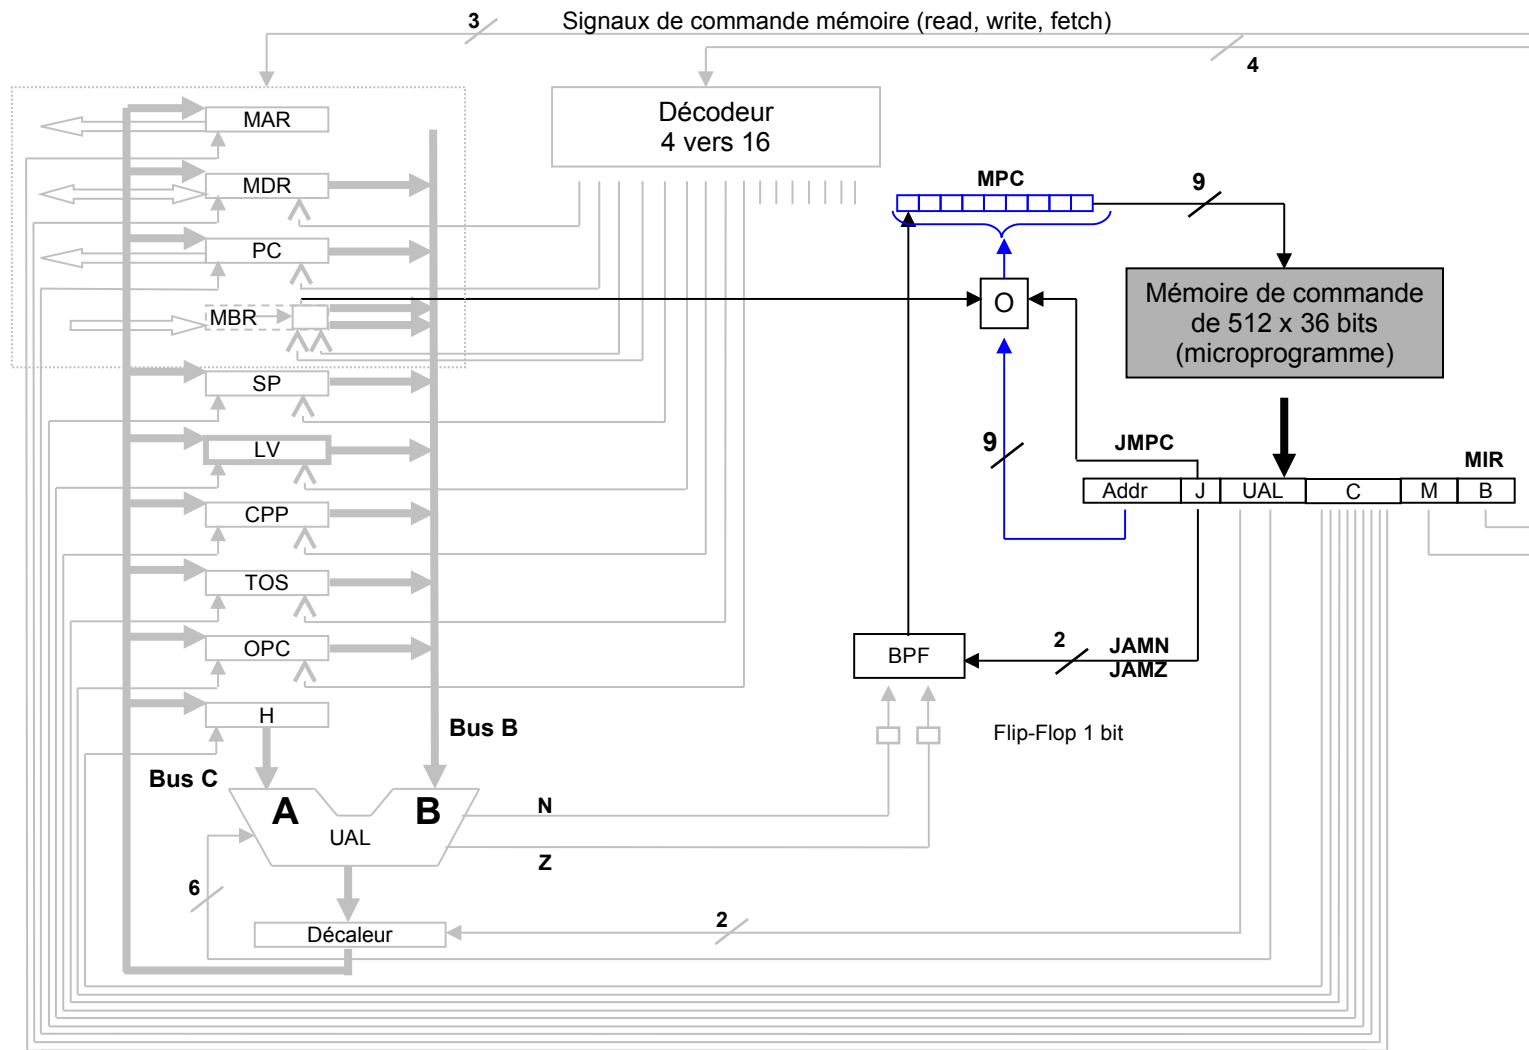 3 Signaux de commande mémoire (read, write, fetch)
4
Décodeur
4 vers 16
MAR
MDR
PC
MBR
SP
LV
CPP
TOS
OPC
H
MPC
9
O
Mémoire de commande
de 512 x 36 bits
(microprogramme)
9
JMPC
MIR
Addr J UAL C M B
2
JAMN
JAMZ
BPF
Flip-Flop 1 bit
Bus B
Bus C
A B
UAL
N
Z
6
2
Décaleur